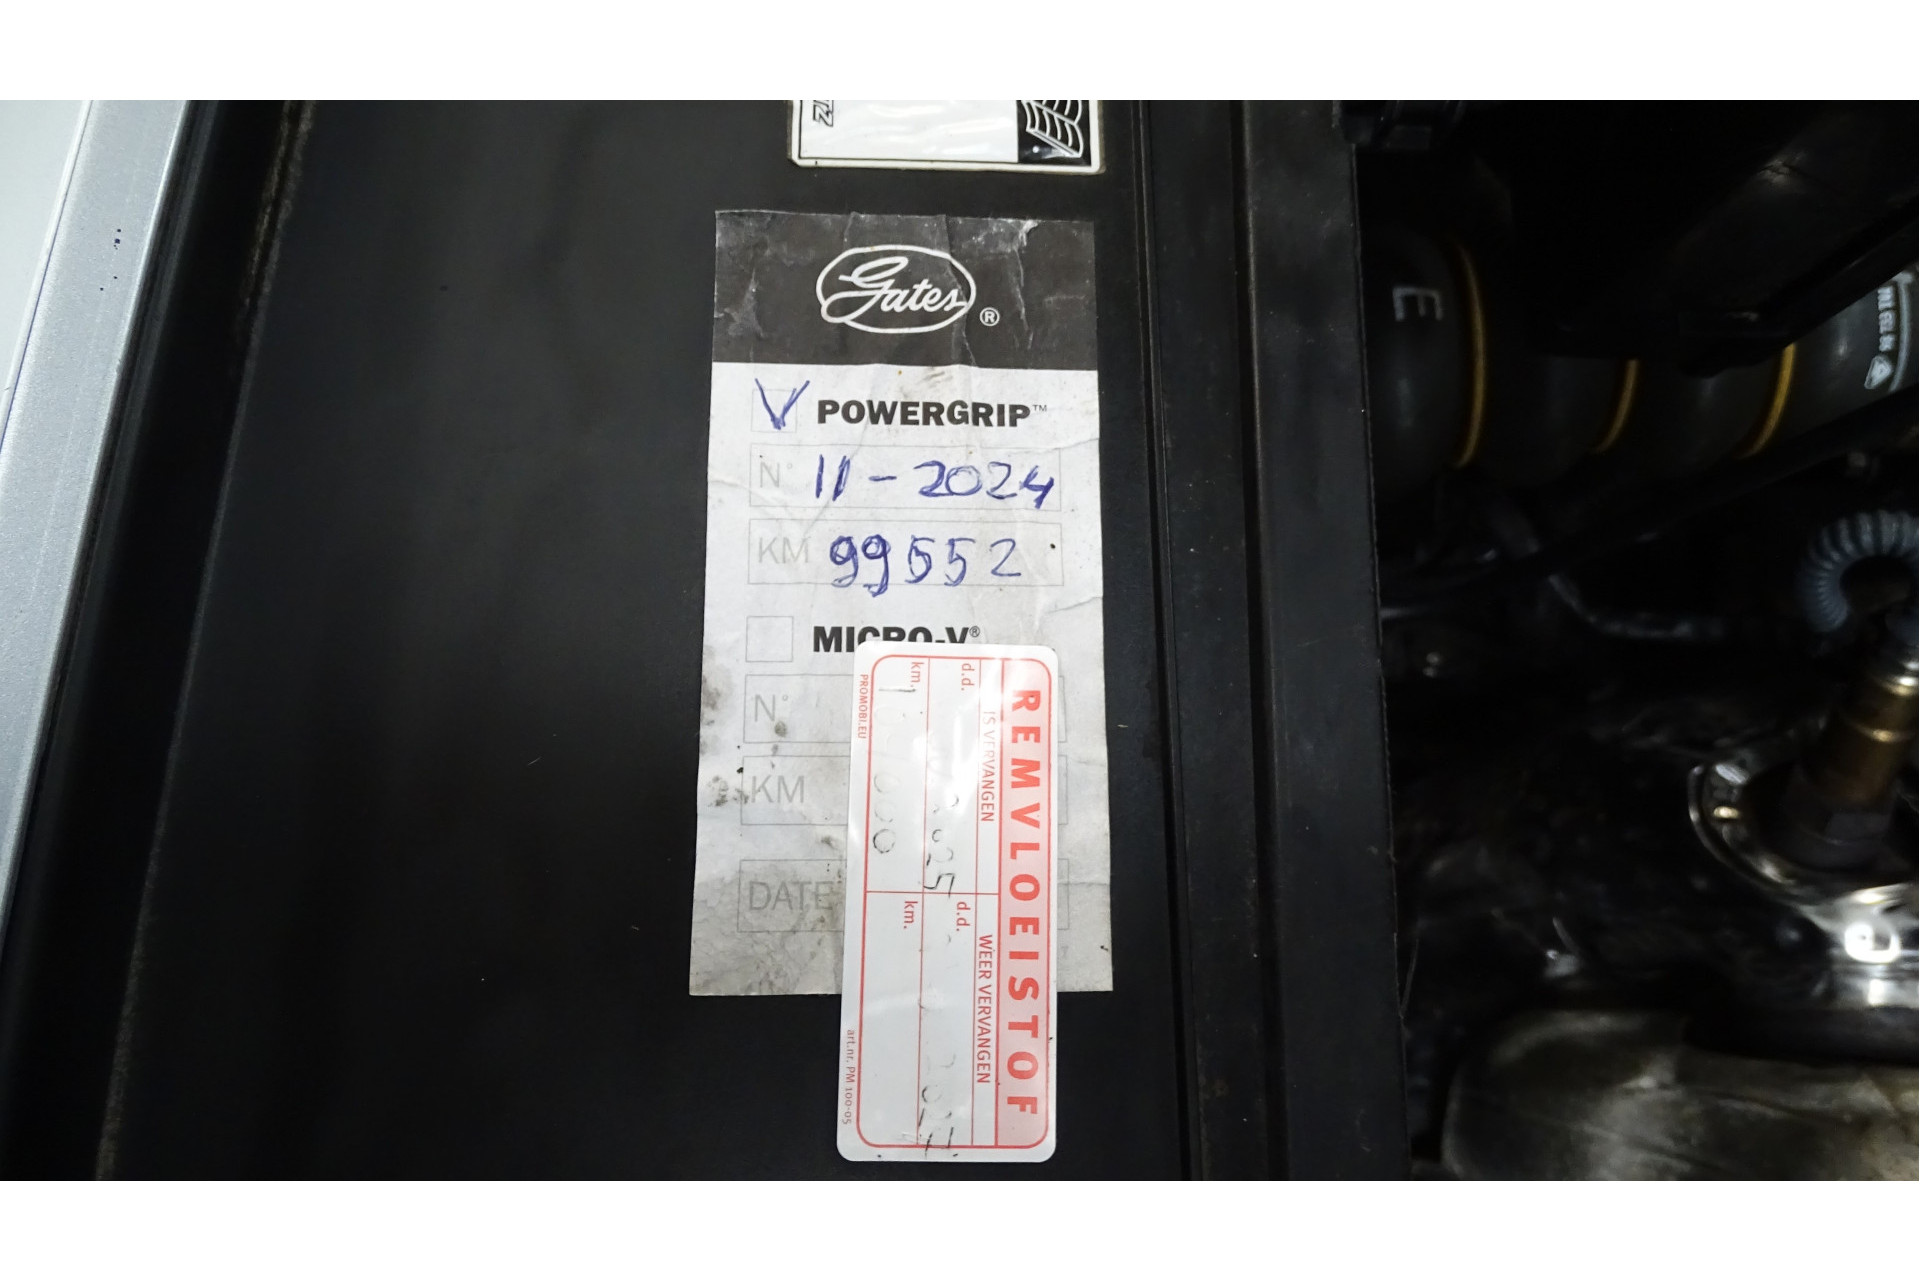 Gates®
V POWERGRIP™
N° 11-2024
KM 99552
MICRO-V®
N°
KM
DATE
REMVLOEISTOF
IS VERVANGEN
d.d.
km.
WEER VERVANGEN
d.d.
km.
PROMOBI.EU
art.nr. PM 100-05
E